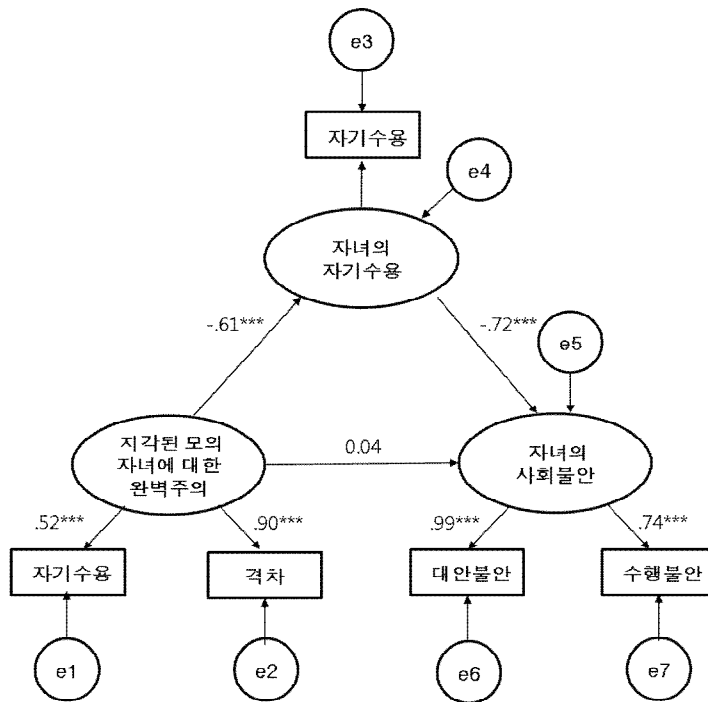 e3
자기수용
e4
자녀의
자기수용
-.61***
-.72***
e5
지각된 모의
자녀에 대한
완벽주의
0.04
자녀의
사회불안
.52***
.90***
.99***
.74***
자기수용
격차
대안불안
수행불안
e1
e2
e6
e7